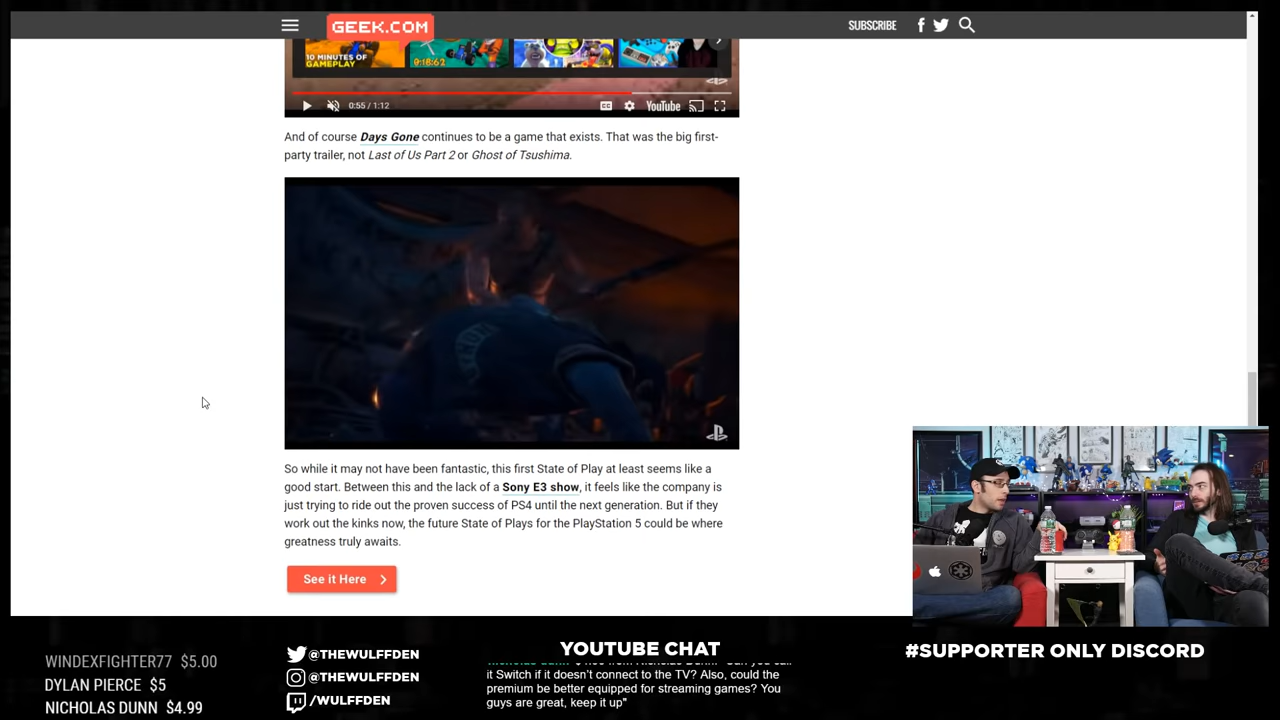 GEEK.COM
SUBSCRIBE
10 MINUTES OF
GAMEPLAY
0:18:62
0:55 / 1:12
CC
YouTube
And of course Days Gone continues to be a game that exists. That was the big first-
party trailer, not Last of Us Part 2 or Ghost of Tsushima.
So while it may not have been fantastic, this first State of Play at least seems like a
good start. Between this and the lack of a Sony E3 show, it feels like the company is
just trying to ride out the proven success of PS4 until the next generation. But if they
work out the kinks now, the future State of Plays for the PlayStation 5 could be where
greatness truly awaits.
See it Here
WINDEXFIGHTER77 $5.00
DYLAN PIERCE $5
NICHOLAS DUNN $4.99
@THEWULFFDEN
@THEWULFFDEN
/WULFFDEN
YOUTUBE CHAT
it Switch if it doesn't connect to the TV? Also, could the
premium be better equipped for streaming games? You
guys are great, keep it up"
#SUPPORTER ONLY DISCORD